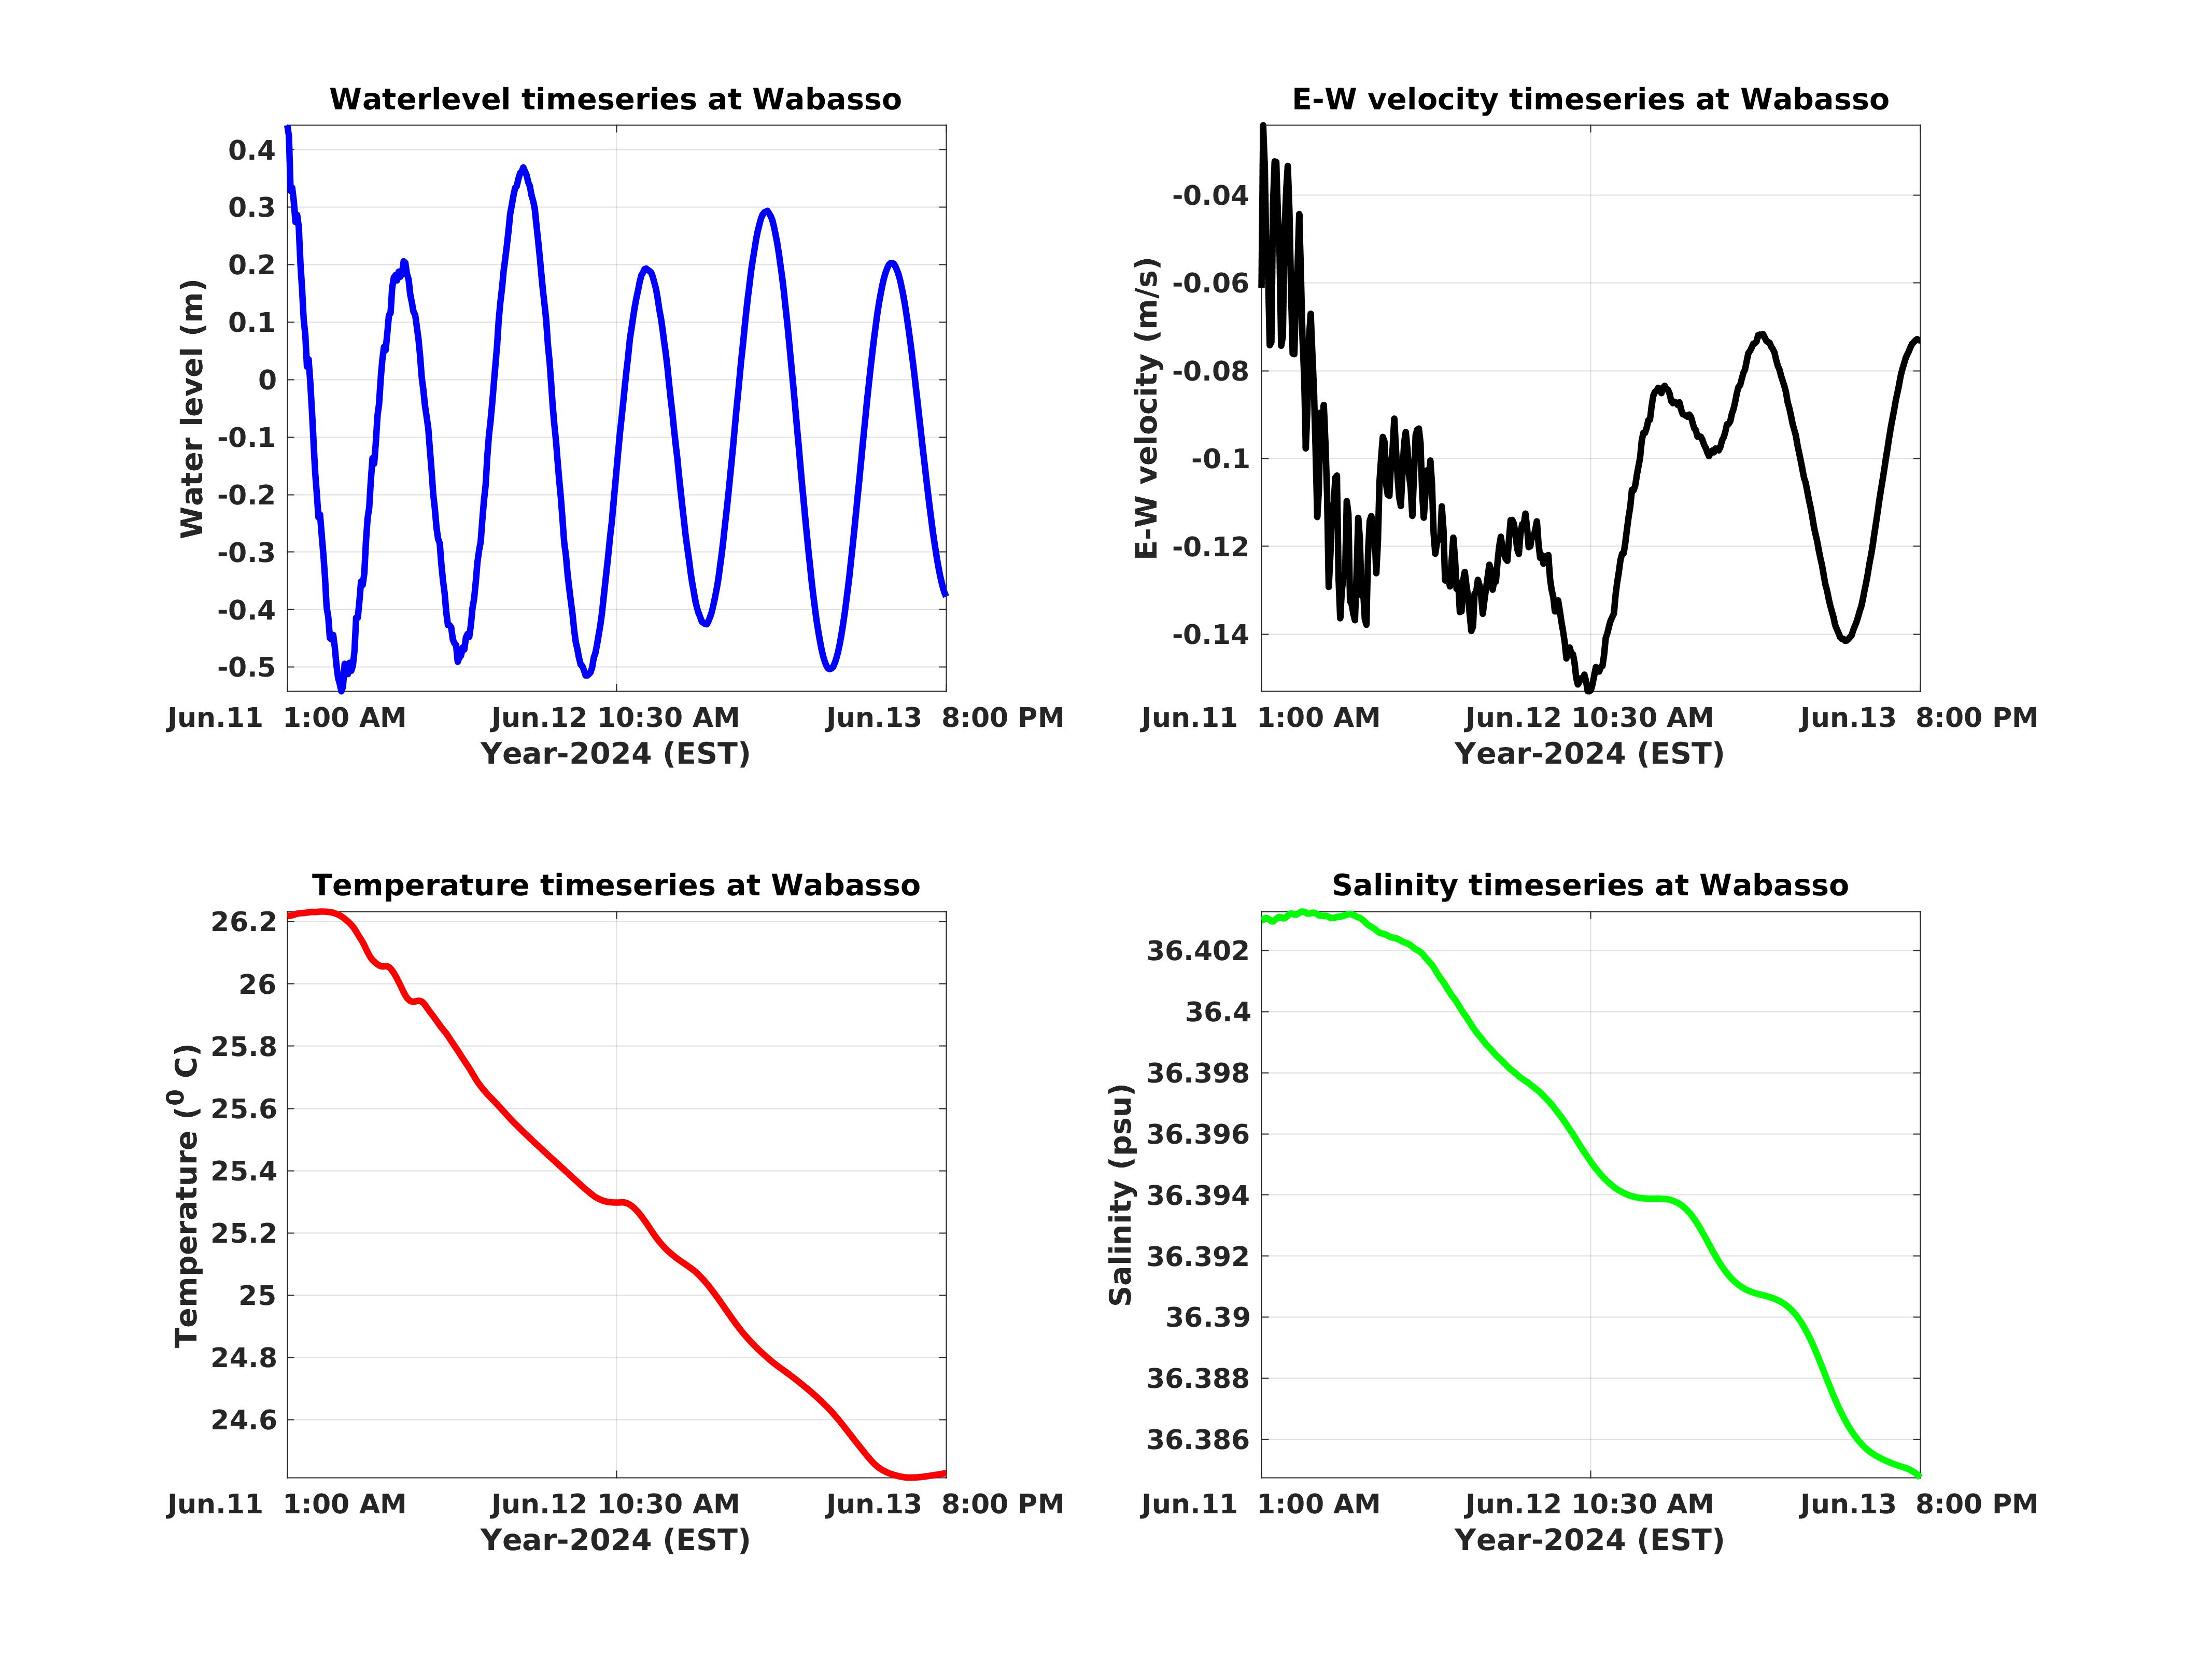 Waterlevel timeseries at Wabasso
Water level (m)
0.4
0.3
0.2
0.1
0
-0.1
-0.2
-0.3
-0.4
-0.5
Jun.11 1:00 AM
Jun.12 10:30 AM
Jun.13 8:00 PM
Year-2024 (EST)
E-W velocity timeseries at Wabasso
E-W velocity (m/s)
-0.04
-0.06
-0.08
-0.1
-0.12
-0.14
Jun.11 1:00 AM
Jun.12 10:30 AM
Jun.13 8:00 PM
Year-2024 (EST)
Temperature timeseries at Wabasso
Temperature (⁰ C)
26.2
26
25.8
25.6
25.4
25.2
25
24.8
24.6
Jun.11 1:00 AM
Jun.12 10:30 AM
Jun.13 8:00 PM
Year-2024 (EST)
Salinity timeseries at Wabasso
Salinity (psu)
36.402
36.4
36.398
36.396
36.394
36.392
36.39
36.388
36.386
Jun.11 1:00 AM
Jun.12 10:30 AM
Jun.13 8:00 PM
Year-2024 (EST)